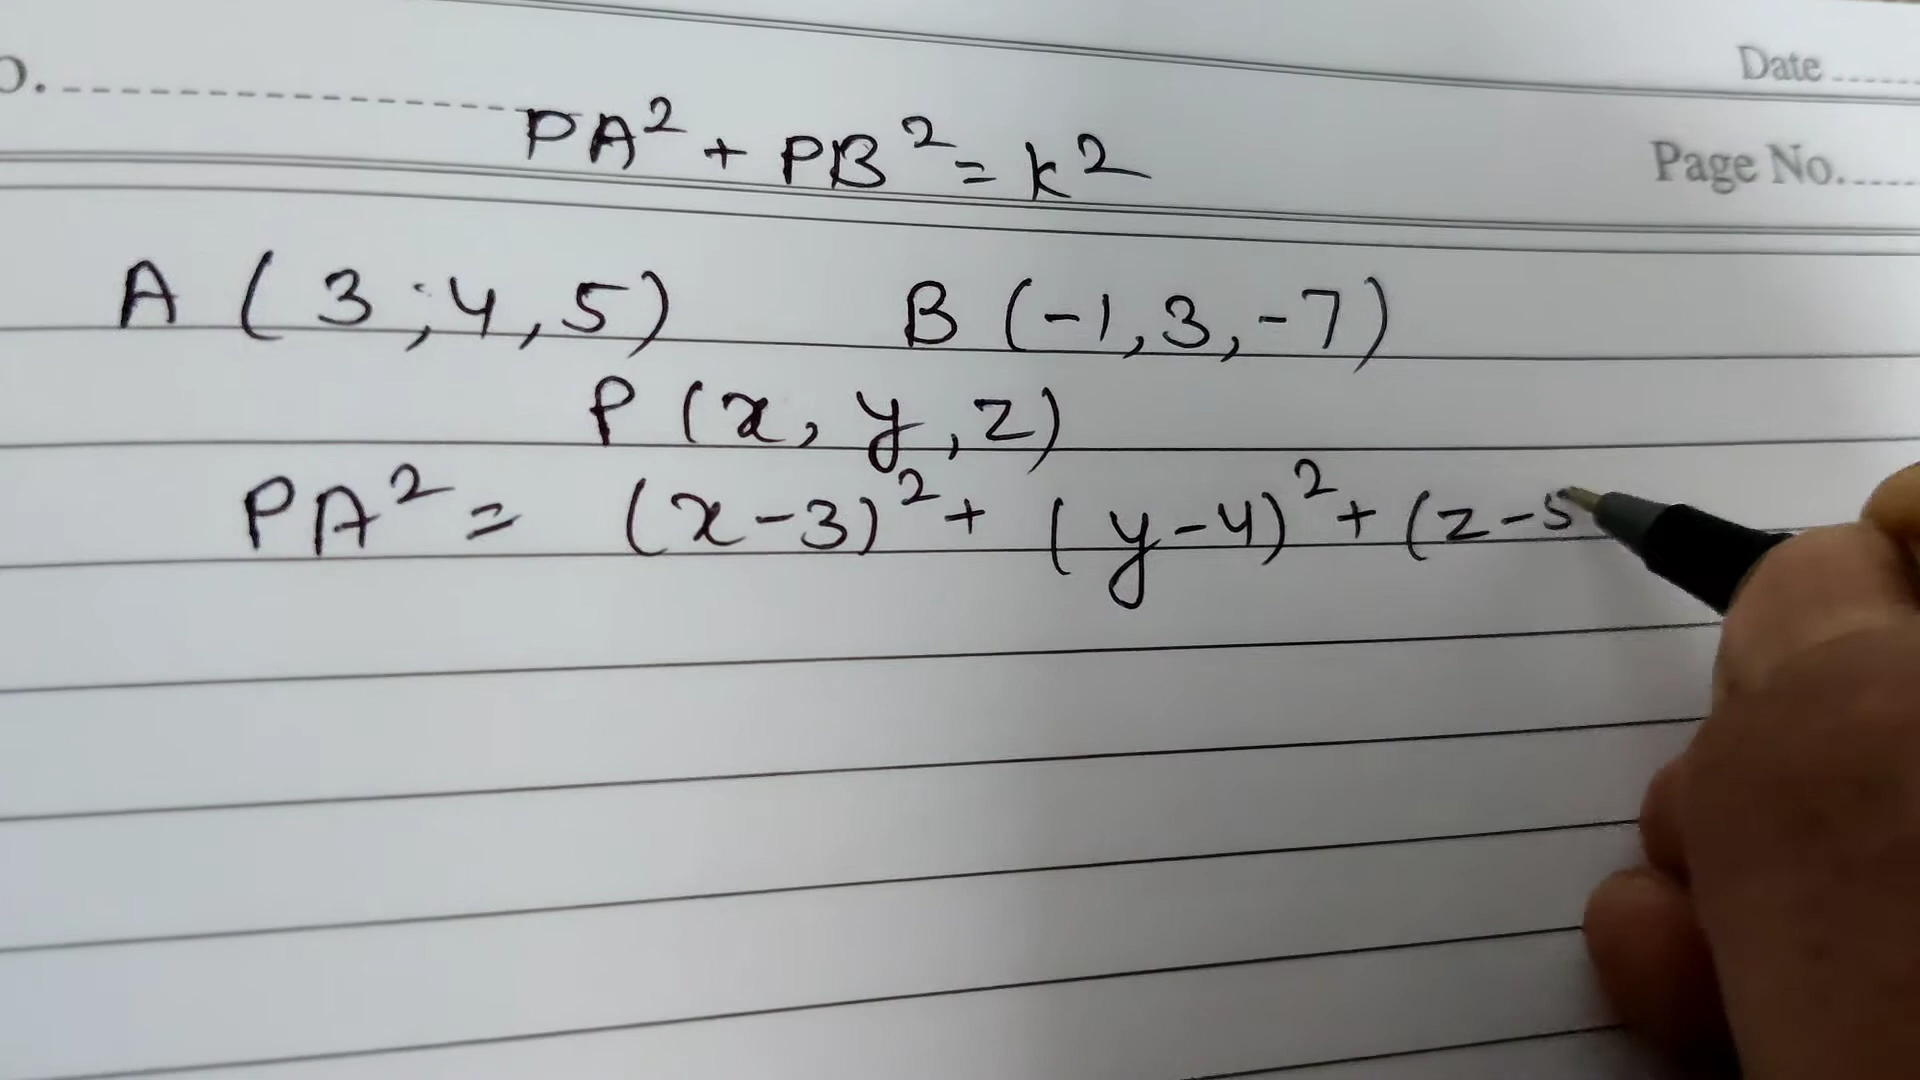 Date
PA² + PB² = k²
Page No.
A (3, 4, 5) B (-1, 3, -7)
P (x, y, z)
PA² = (x-3)² + (y-4)² + (z-5